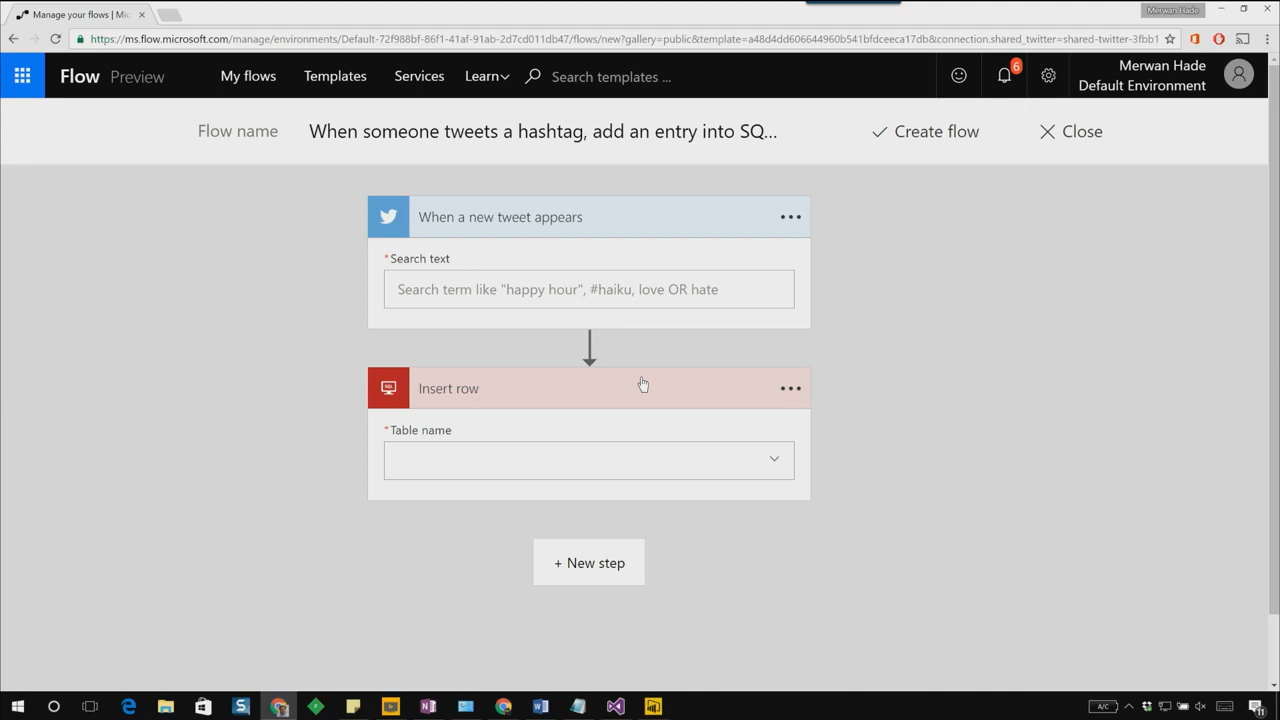 Manage your flows | Mic
Merwan Hade
https://ms.flow.microsoft.com/manage/environments/Default-72f988bf-86f1-41af-91ab-2d7cd011db47/flows/new?gallery=public&template=a48d4dd606644960b541bfdceeca17db&connection.shared_twitter=shared-twitter-3fbb1
Flow Preview My flows Templates Services Learn Search templates ... 6 Merwan Hade
Default Environment
Flow name When someone tweets a hashtag, add an entry into SQ... Create flow Close
When a new tweet appears
*Search text
Search term like "happy hour", #haiku, love OR hate
SQL Insert row
*Table name
+ New step
A/C 11